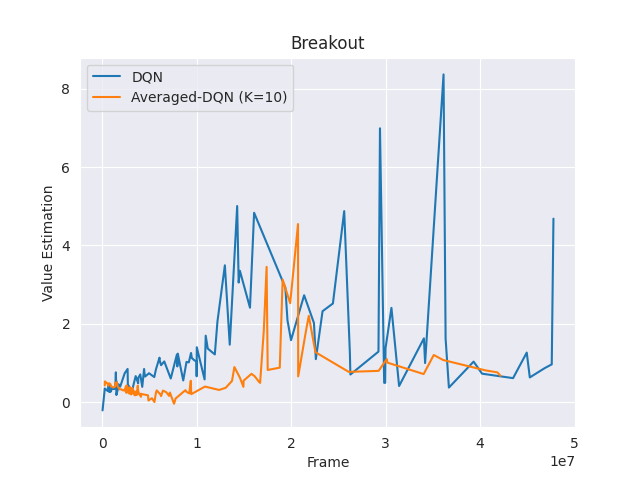 Breakout
DQN
Averaged-DQN (K=10)
8
6
4
2
0
Value Estimation
0 1 2 3 4 5
1e7
Frame